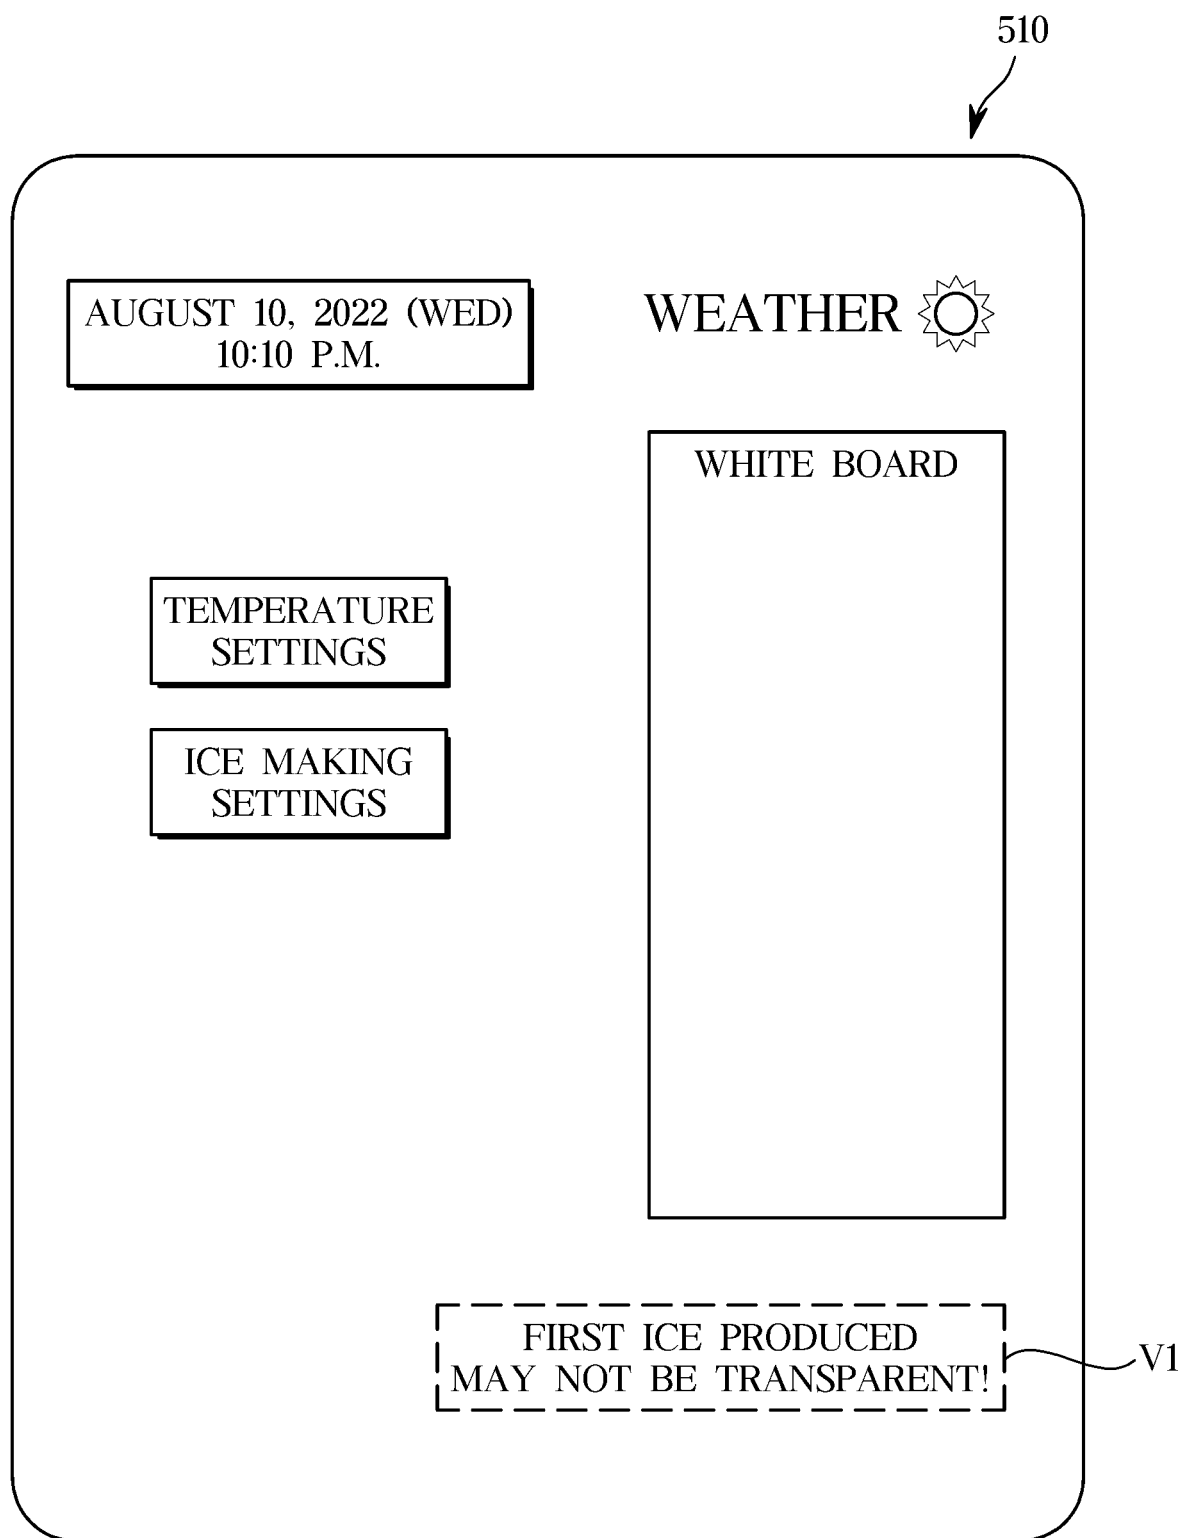 510
AUGUST 10, 2022 (WED)
10:10 P.M.
WEATHER
WHITE BOARD
TEMPERATURE
SETTINGS
ICE MAKING
SETTINGS
FIRST ICE PRODUCED
MAY NOT BE TRANSPARENT!
V1